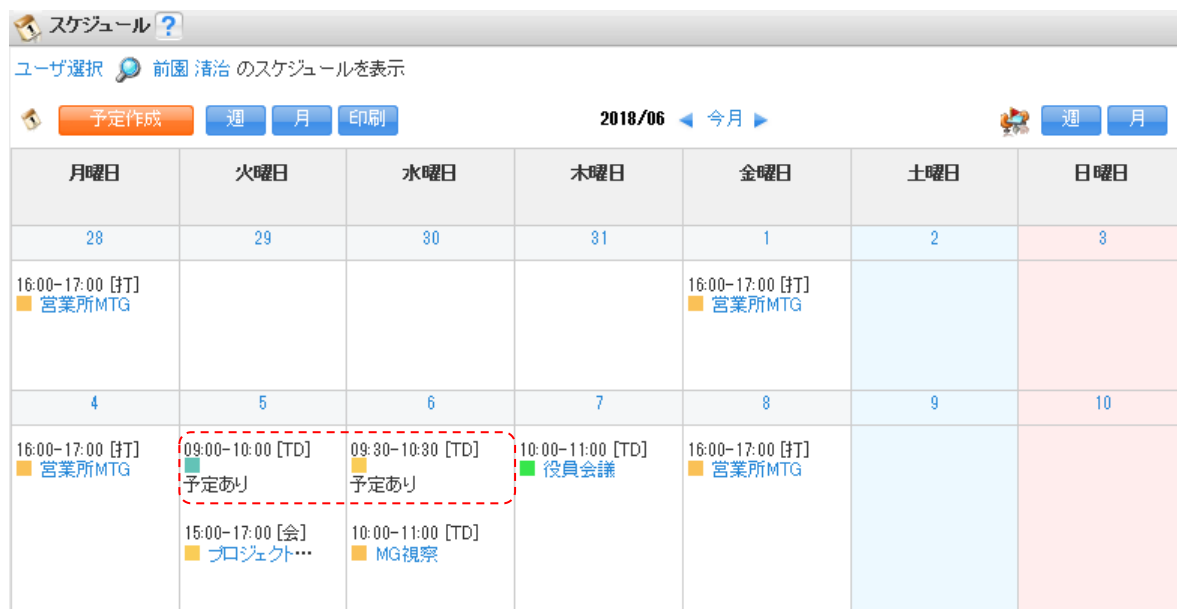 スケジュール ?
ユーザ選択 前園 清治 のスケジュールを表示
予定作成 週 月 印刷 2018/06 今月 週 月
月曜日 火曜日 水曜日 木曜日 金曜日 土曜日 日曜日
28 29 30 31 1 2 3
16:00-17:00 [打] 16:00-17:00 [打]
営業所MTG 営業所MTG
4 5 6 7 8 9 10
16:00-17:00 [打] 09:00-10:00 [TD] 09:30-10:30 [TD] 10:00-11:00 [TD] 16:00-17:00 [打]
営業所MTG 役員会議 営業所MTG
予定あり 予定あり
15:00-17:00 [会] 10:00-11:00 [TD]
プロジェクト… MG視察